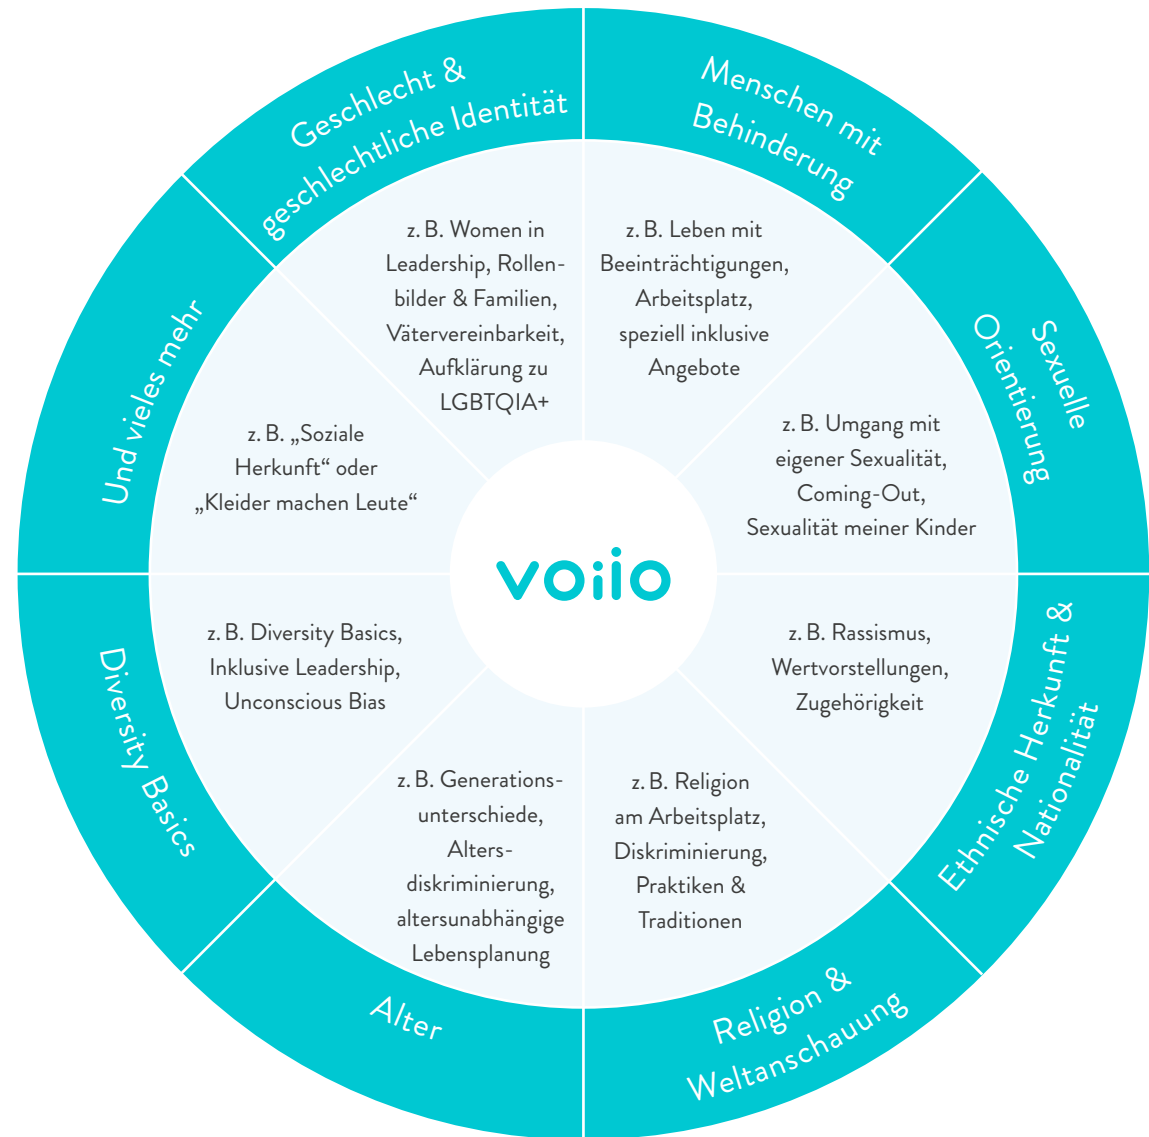 Geschlecht &
geschlechtliche Identität
z. B. Women in
Leadership, Rollen-
bilder & Familien,
Vätervereinbarkeit,
Aufklärung zu
LGBTQIA+
Menschen mit
Behinderung
z. B. Leben mit
Beeinträchtigungen,
Arbeitsplatz,
speziell inklusive
Angebote
Sexuelle
Orientierung
z. B. Umgang mit
eigener Sexualität,
Coming-Out,
Sexualität meiner Kinder
Ethnische Herkunft &
Nationalität
z. B. Rassismus,
Wertvorstellungen,
Zugehörigkeit
Religion &
Weltanschauung
z. B. Religion
am Arbeitsplatz,
Diskriminierung,
Praktiken &
Traditionen
Alter
z. B. Generations-
unterschiede,
Alters-
diskriminierung,
altersunabhängige
Lebensplanung
Diversity Basics
z. B. Diversity Basics,
Inklusive Leadership,
Unconscious Bias
Und vieles mehr
z. B. „Soziale
Herkunft“ oder
„Kleider machen Leute“
voiio